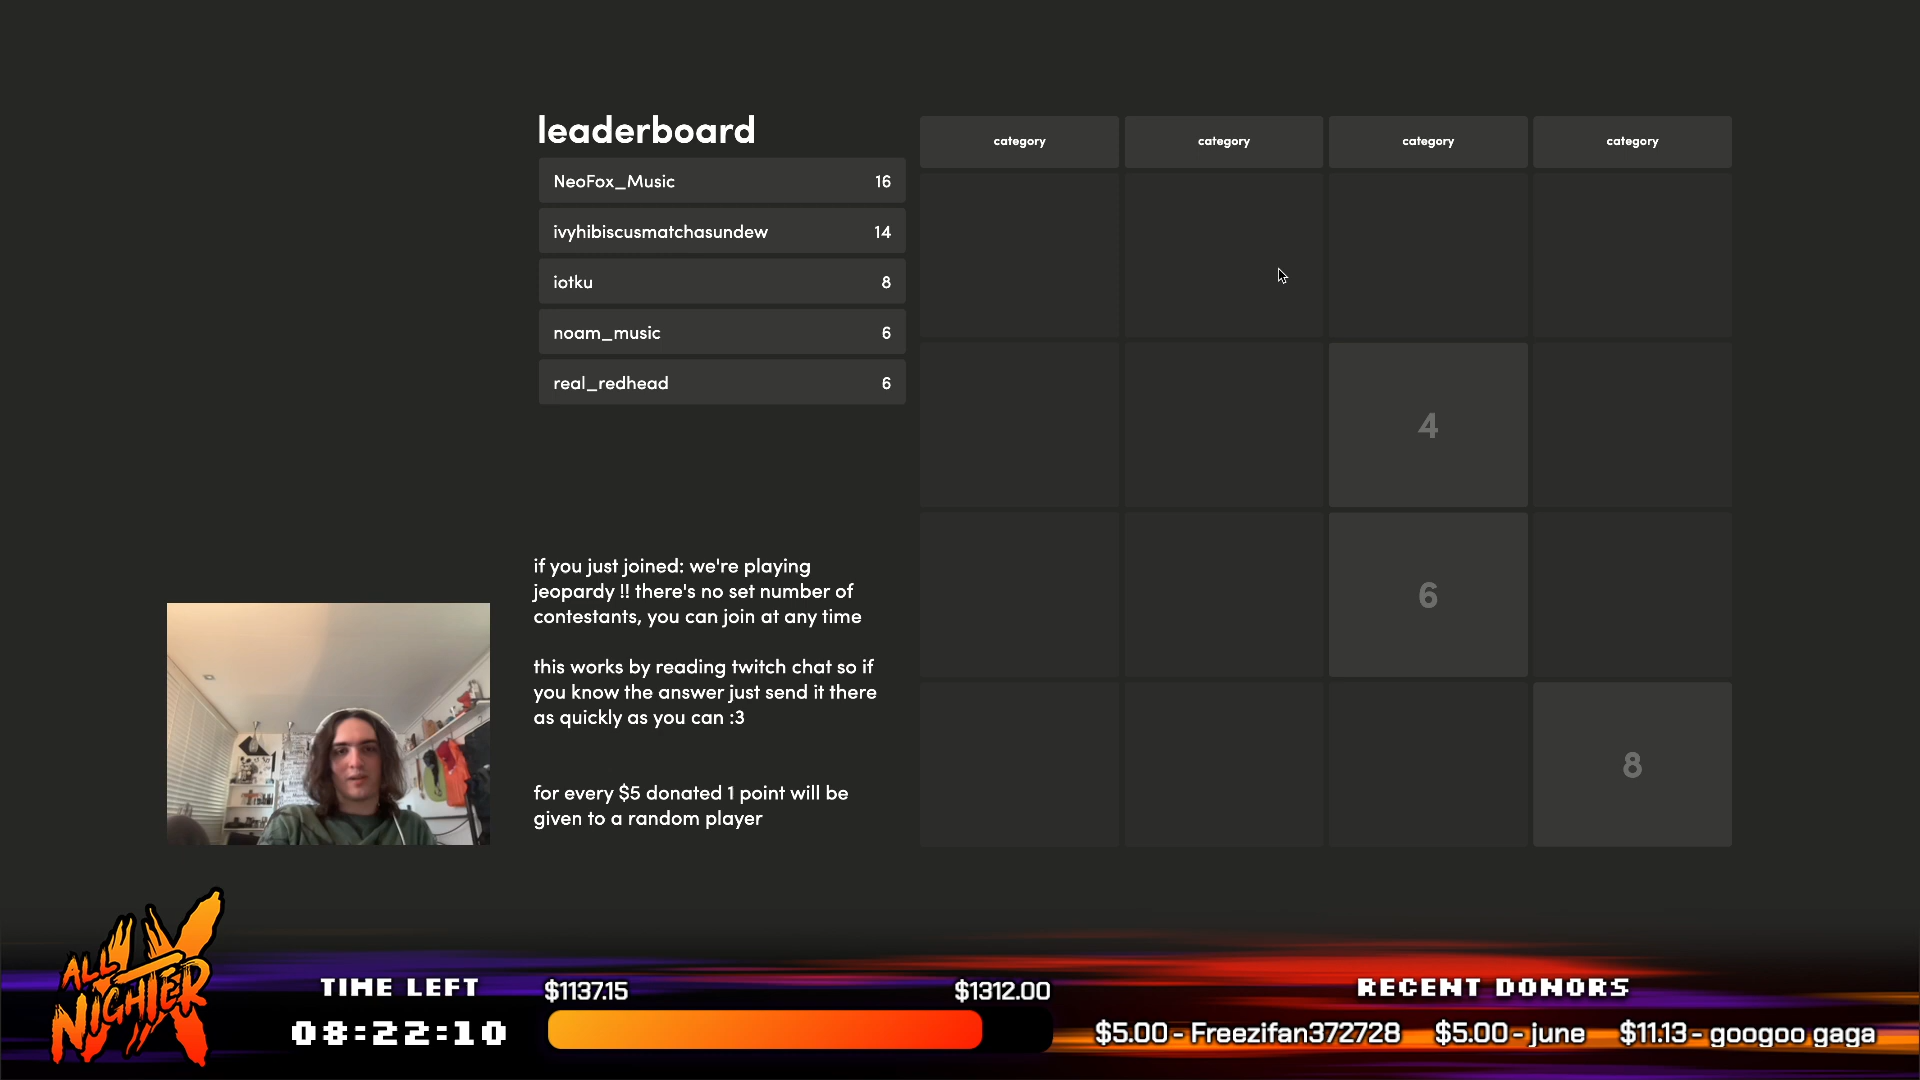 leaderboard
NeoFox_Music 16
ivyhibiscusmatchasundew 14
iotku 8
noam_music 6
real_redhead 6
category category category category
4
6
8
if you just joined: we're playing
jeopardy !! there's no set number of
contestants, you can join at any time
this works by reading twitch chat so if
you know the answer just send it there
as quickly as you can :3
for every $5 donated 1 point will be
given to a random player
ALL
NIGHTER
X
TIME LEFT
08:22:10
$1137.15 $1312.00
RECENT DONORS
$5.00 - Freezifan372728 $5.00 - june $11.13 - googoo gaga